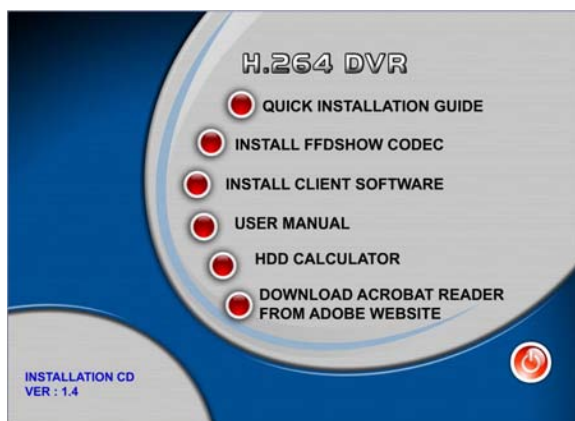 H.264 DVR
QUICK INSTALLATION GUIDE
INSTALL FFDSHOW CODEC
INSTALL CLIENT SOFTWARE
USER MANUAL
HDD CALCULATOR
DOWNLOAD ACROBAT READER
FROM ADOBE WEBSITE
INSTALLATION CD
VER : 1.4